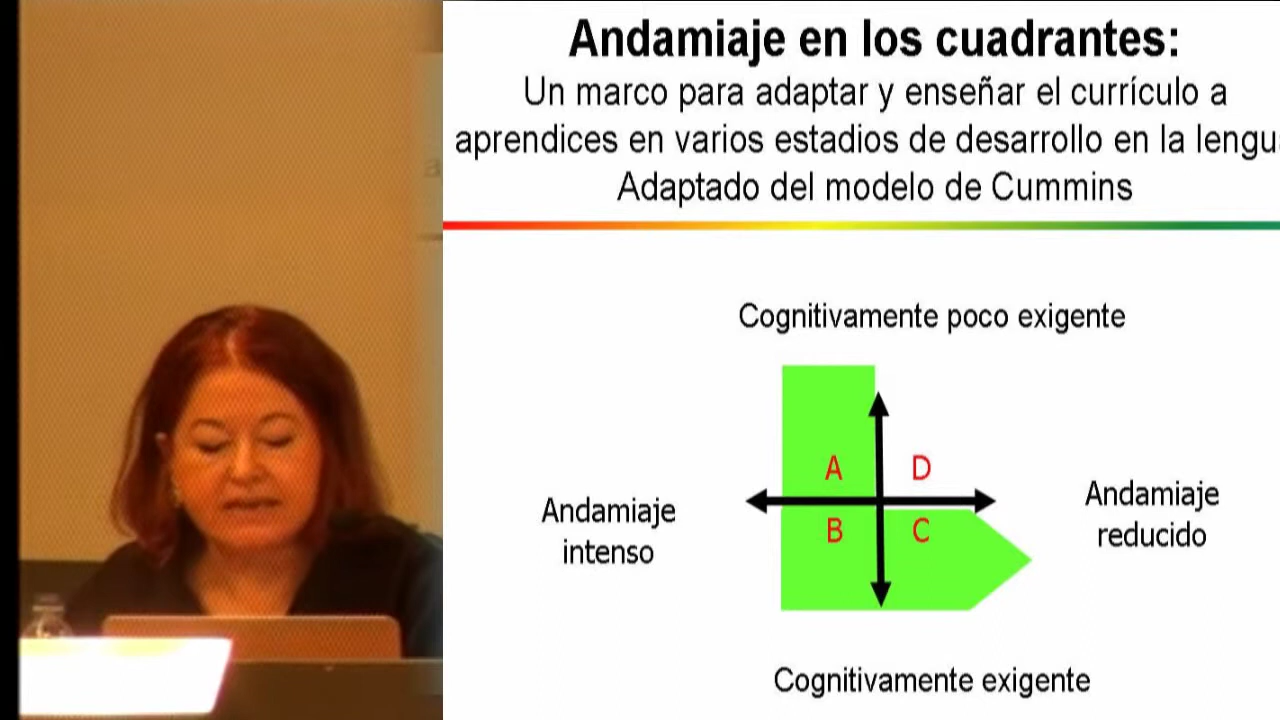 Andamiaje en los cuadrantes:
Un marco para adaptar y enseñar el currículo a
aprendices en varios estadios de desarrollo en la lengu
Adaptado del modelo de Cummins
Cognitivamente poco exigente
A D
Andamiaje
intenso
Andamiaje
reducido
B C
Cognitivamente exigente